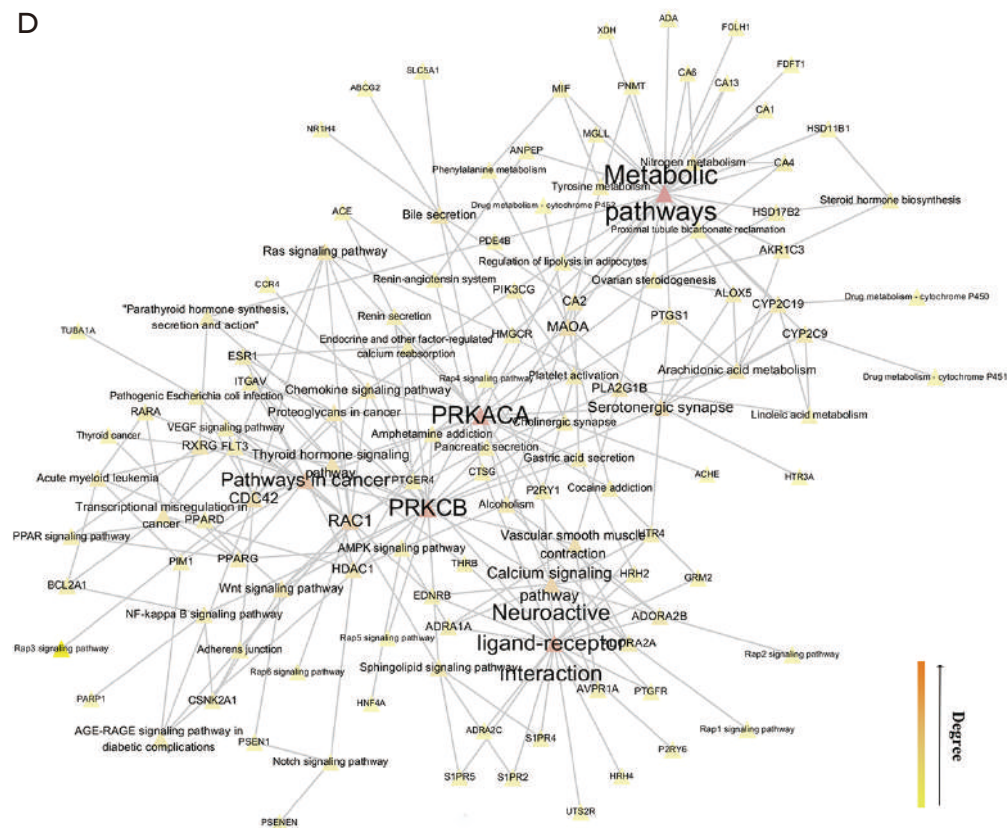 D
ADA
XDH
FOLH1
SLC5A1
CA6
FDFT1
ABCG2
MIF
PNMT
CA13
CA1
NR1H4
MGLL
HSD11B1
ANPEP
Nitrogen metabolism
CA4
Phenylalanine metabolism
Metabolic
pathways
Tyrosine metabolism
Steroid hormone biosynthesis
Drug metabolism - cytochrome P452
ACE
Bile secretion
HSD17B2
Proximal tubule bicarbonate reclamation
PDE4B
AKR1C3
Ras signaling pathway
Regulation of lipolysis in adipocytes
Renin-angiotensin system
Ovarian steroidogenesis
CCR4
PIK3CG
ALOX5
Drug metabolism - cytochrome P450
"Parathyroid hormone synthesis,
secretion and action"
CA2
CYP2C19
Renin secretion
PTGS1
TUBA1A
MAOA
HMGCR
CYP2C9
Endocrine and other factor-regulated
calcium reabsorption
ESR1
Arachidonic acid metabolism
ITGAV
Rap4 signaling pathway
Platelet activation
Drug metabolism - cytochrome P451
Chemokine signaling pathway
PLA2G1B
Pathogenic Escherichia coli infection
RARA
Proteoglycans in cancer
PRKACA
Serotonergic synapse
Linoleic acid metabolism
VEGF signaling pathway
Cholinergic synapse
Thyroid cancer
Amphetamine addiction
RXRG
FLT3
Pancreatic secretion
Thyroid hormone signaling
pathway
Gastric acid secretion
Acute myeloid leukemia
Pathways in cancer
PTGER4
CTSG
ACHE
HTR3A
CDC42
P2RY1
Cocaine addiction
Transcriptional misregulation in
cancer
PRKCB
Alcoholism
PPARD
RAC1
PPAR signaling pathway
Vascular smooth muscle
contraction
HTR4
AMPK signaling pathway
PIM1
PPARG
HDAC1
THRB
Calcium signaling
pathway
HRH2
GRM2
BCL2A1
Wnt signaling pathway
EDNRB
Neuroactive
ligand-receptor
interaction
NF-kappa B signaling pathway
ADRA1A
ADORA2B
Rap3 signaling pathway
Adherens junction
Rap5 signaling pathway
Rap2 signaling pathway
Rap6 signaling pathway
Sphingolipid signaling pathway
PARP1
CSNK2A1
HNF4A
AVPR1A
PTGFR
AGE-RAGE signaling pathway in
diabetic complications
PSEN1
ADRA2C
S1PR4
Rap1 signaling pathway
P2RY6
Notch signaling pathway
S1PR5
S1PR2
HRH4
PSENEN
UTS2R
Degree